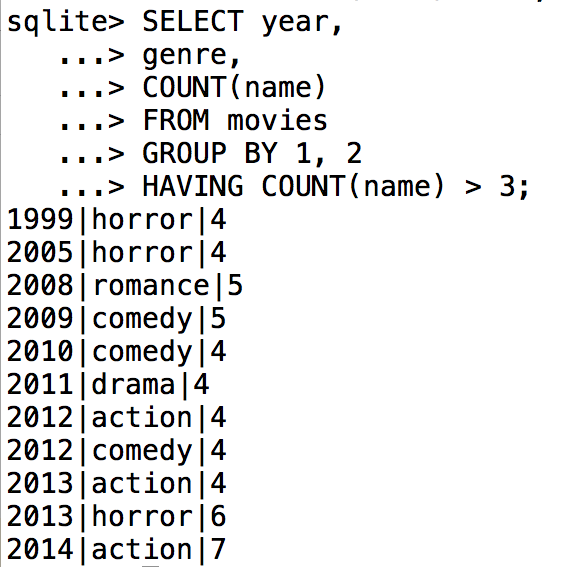 sqlite> SELECT year,
   ...> genre,
   ...> COUNT(name)
   ...> FROM movies
   ...> GROUP BY 1, 2
   ...> HAVING COUNT(name) > 3;
1999|horror|4
2005|horror|4
2008|romance|5
2009|comedy|5
2010|comedy|4
2011|drama|4
2012|action|4
2012|comedy|4
2013|action|4
2013|horror|6
2014|action|7